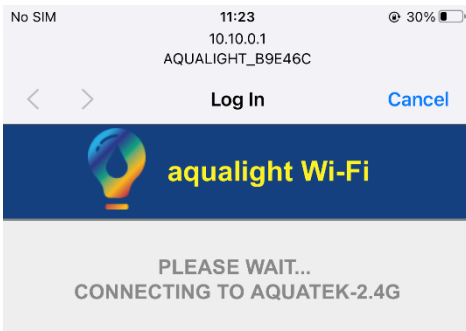 No SIM 11:23 30%
10.10.0.1
AQUALIGHT_B9E46C
Log In Cancel
aqualight Wi-Fi
PLEASE WAIT...
CONNECTING TO AQUATEK-2.4G